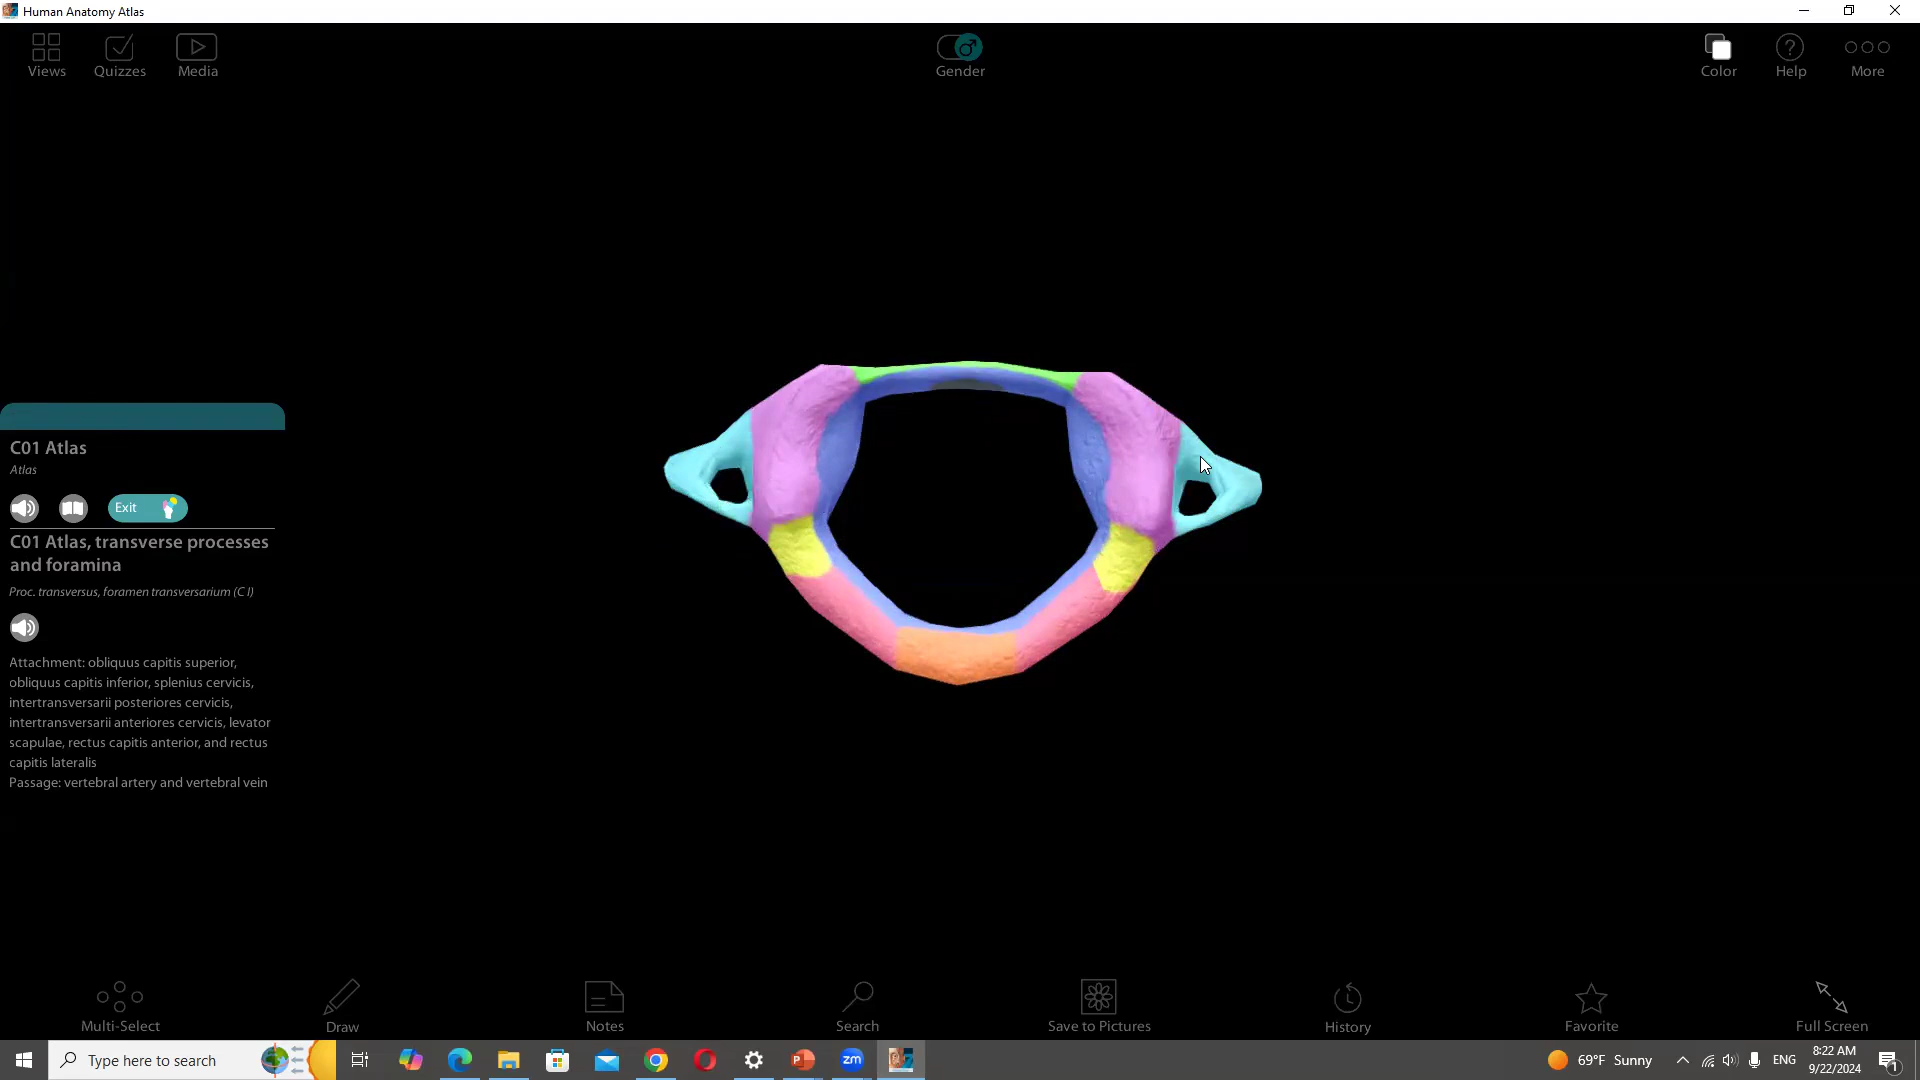 Human Anatomy Atlas
Views
Quizzes
Media
Gender
Color
Help
More
C01 Atlas
Atlas
Exit
C01 Atlas, transverse processes
and foramina
Proc. transversus, foramen transversarium (C I)
Attachment: obliquus capitis superior,
obliquus capitis inferior, splenius cervicis,
intertransversarii posteriores cervicis,
intertransversarii anteriores cervicis, levator
scapulae, rectus capitis anterior, and rectus
capitis lateralis
Passage: vertebral artery and vertebral vein
Multi-Select
Draw
Notes
Search
Save to Pictures
History
Favorite
Full Screen
Type here to search
P
zm
69°F Sunny
ENG
8:22 AM
9/22/2024
1